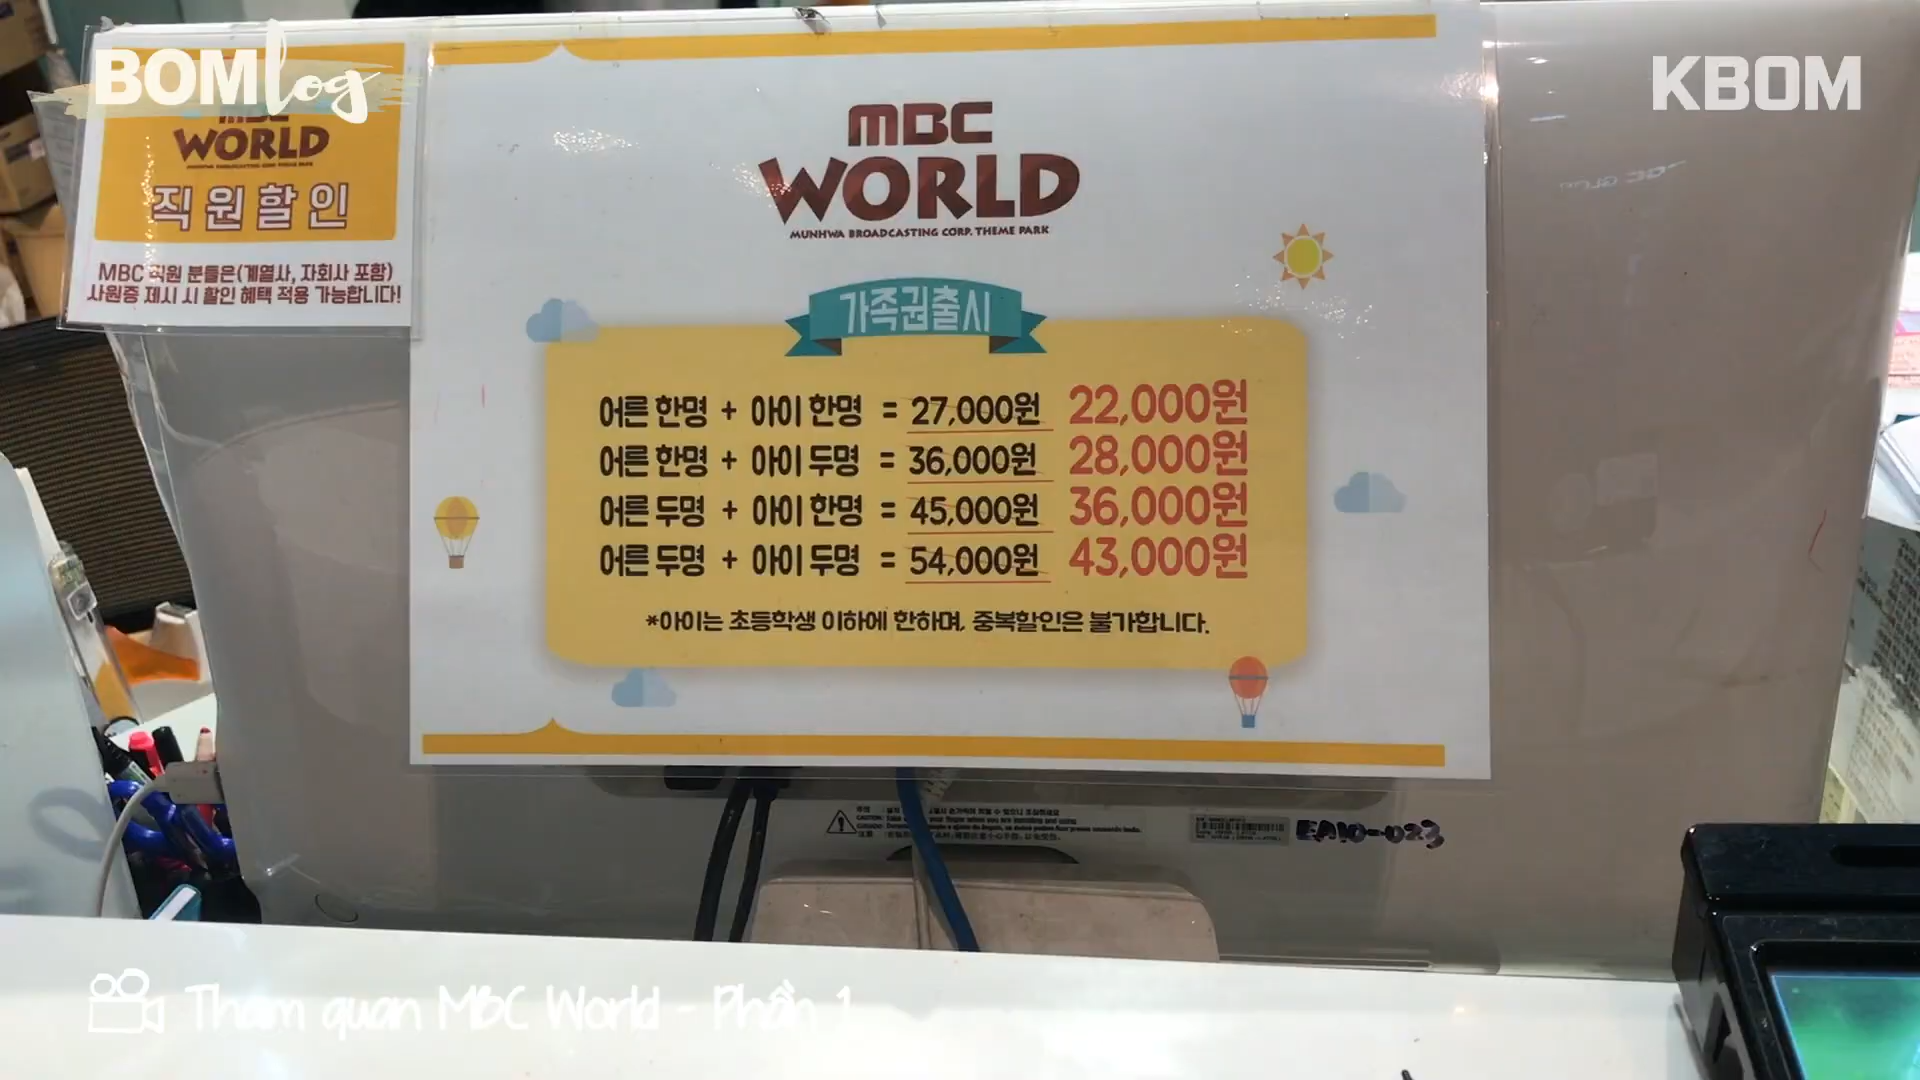 BOMlog
KBOM
MBC
WORLD
직원할인
MBC 직원 분들은(계열사, 자회사 포함)
사원증 제시 시 할인 혜택 적용 가능합니다!
MBC
WORLD
MUNHWA BROADCASTING CORP. THEME PARK
가족권출시
어른 한명 + 아이 한명 = 27,000원 22,000원
어른 한명 + 아이 두명 = 36,000원 28,000원
어른 두명 + 아이 한명 = 45,000원 36,000원
어른 두명 + 아이 두명 = 54,000원 43,000원
*아이는 초등학생 이하에 한하며, 중복할인은 불가합니다.
EA10-023
Tham quan MBC World - Phần 1